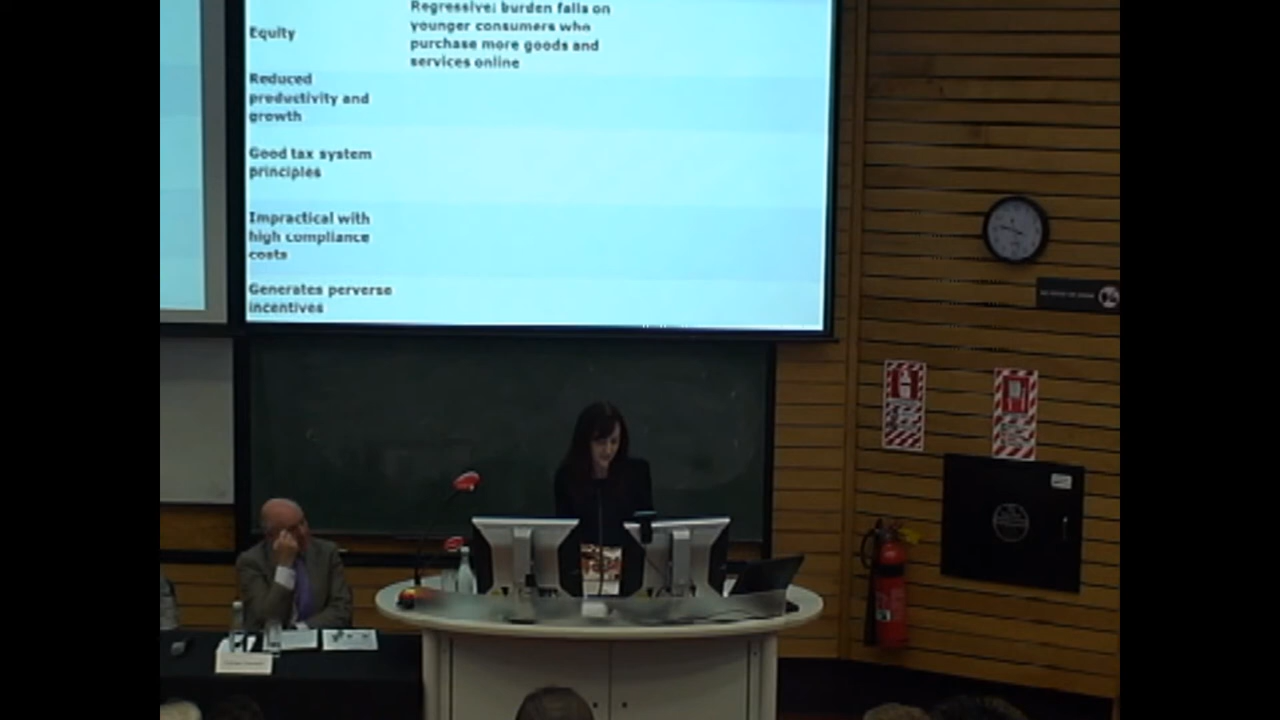 Regressive: burden falls on
younger consumers who
purchase more goods and
services online
Equity
Reduced
productivity and
growth
Good tax system
principles
Impractical with
high compliance
costs
Generates perverse
incentives